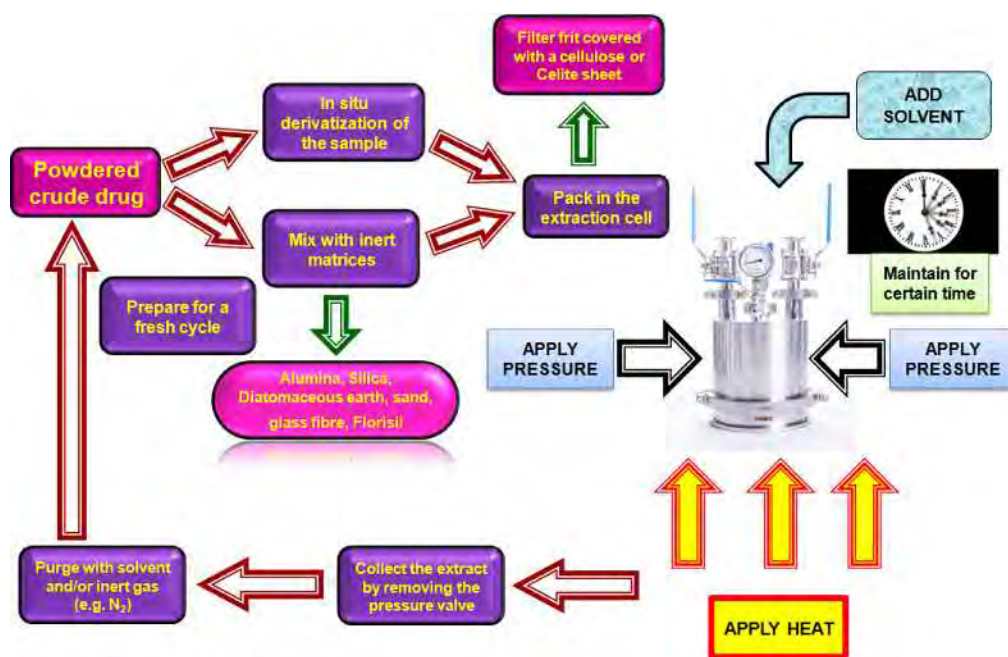 Filter frit covered
with a cellulose or
Celite sheet
ADD
SOLVENT
In situ
derivatization of
the sample
Powdered
crude drug
Pack in the
extraction cell
Mix with inert
matrices
Maintain for
certain time
Prepare for a
fresh cycle
APPLY
PRESSURE
APPLY
PRESSURE
Alumina, Silica,
Diatomaceous earth, sand,
glass fibre, Florisil
Purge with solvent
and/or inert gas
(e.g. N₂)
Collect the extract
by removing the
pressure valve
APPLY HEAT